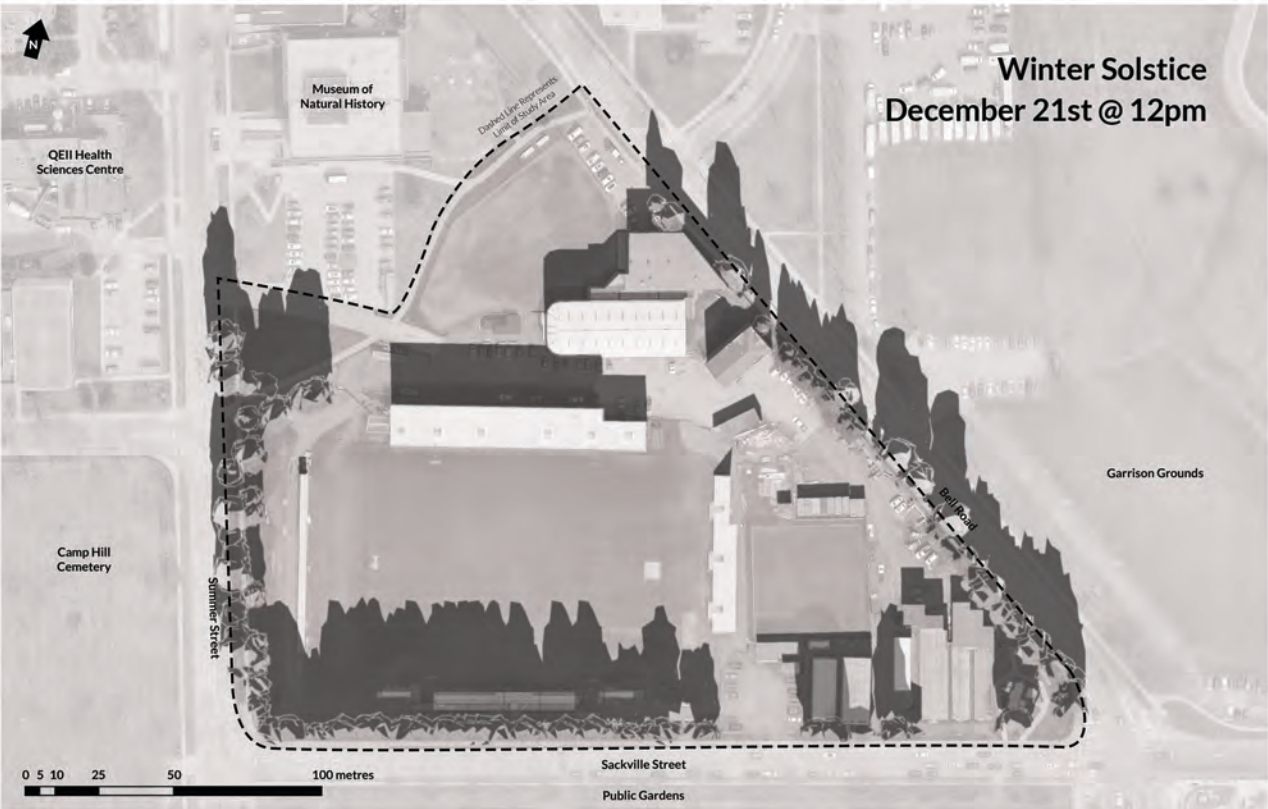 N
Winter Solstice
December 21st @ 12pm
Museum of
Natural History
Dashed Line Represents
Limit of Study Area
QEII Health
Sciences Centre
Garrison Grounds
Bell Road
Camp Hill
Cemetery
Summer Street
Sackville Street
0 5 10 25 50 100 metres
Public Gardens